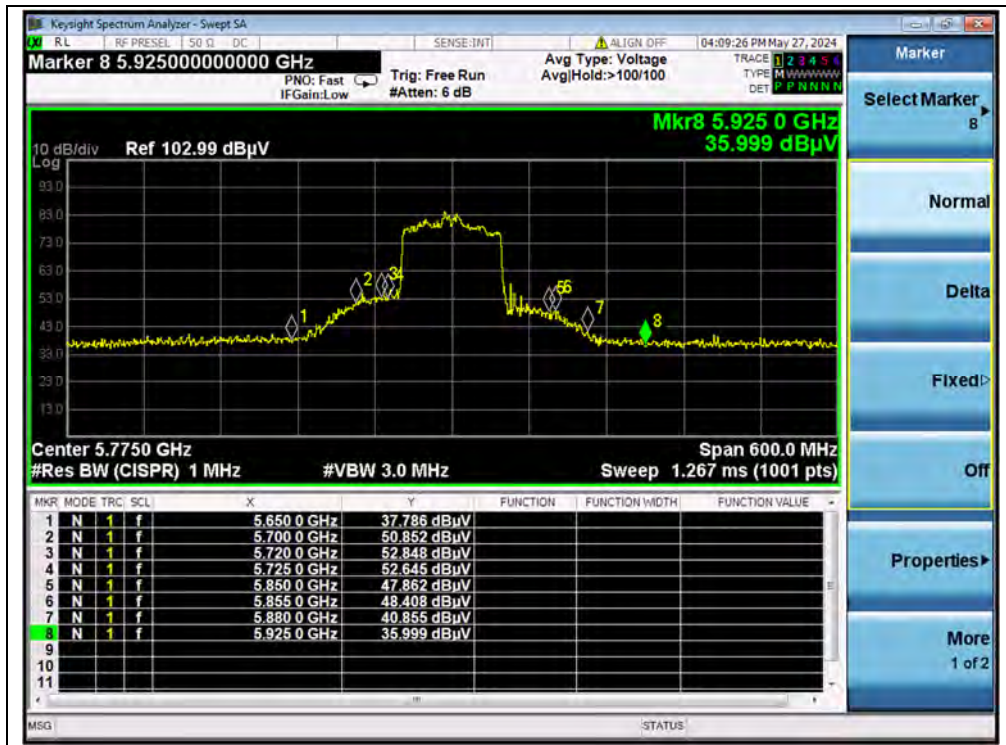 Keysight Spectrum Analyzer - Swept SA
RL RF PRESEL 50 Ω DC SENSE:INT ALIGN OFF 04:09:26 PM May 27, 2024
Marker 8 5.925000000000 GHz
PNO: Fast
IFGain:Low
Trig: Free Run
#Atten: 6 dB
Avg Type: Voltage
Avg|Hold:>100/100
TRACE 1 2 3 4 5 6
TYPE M W W W W W
DET P P N N N N
Mkr8 5.925 0 GHz
35.999 dBµV
10 dB/div Ref 102.99 dBµV
Log
93.0
83.0
73.0
63.0
53.0
43.0
33.0
23.0
13.0
1
2
3
4
5
6
7
8
Center 5.7750 GHz Span 600.0 MHz
#Res BW (CISPR) 1 MHz #VBW 3.0 MHz Sweep 1.267 ms (1001 pts)
MKR MODE TRC SCL X Y FUNCTION FUNCTION WIDTH FUNCTION VALUE
1 N 1 f 5.650 0 GHz 37.786 dBµV
2 N 1 f 5.700 0 GHz 50.852 dBµV
3 N 1 f 5.720 0 GHz 52.848 dBµV
4 N 1 f 5.725 0 GHz 52.645 dBµV
5 N 1 f 5.850 0 GHz 47.862 dBµV
6 N 1 f 5.855 0 GHz 48.408 dBµV
7 N 1 f 5.880 0 GHz 40.855 dBµV
8 N 1 f 5.925 0 GHz 35.999 dBµV
9
10
11
MSG STATUS
Marker
Select Marker
8
Normal
Delta
Fixed
Off
Properties
More
1 of 2